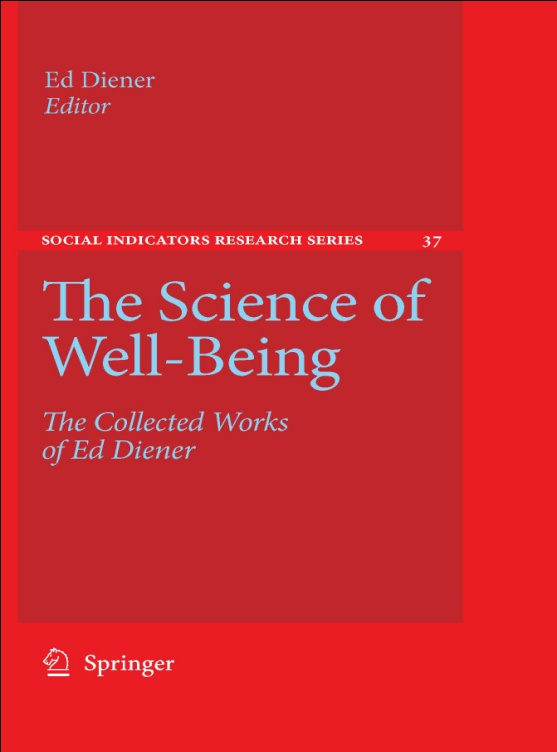 Ed Diener
Editor
SOCIAL INDICATORS RESEARCH SERIES 37
The Science of
Well-Being
The Collected Works
of Ed Diener
Springer